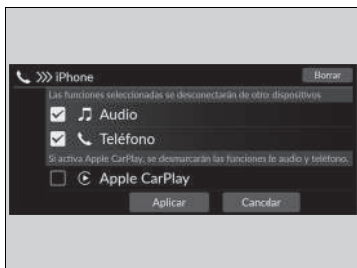 iPhone
Borrar
Las funciones seleccionadas se desconectarán de otro dispositivos
Audio
Teléfono
Si activa Apple CarPlay, se desmarcarán las funciones le audio y teléfono.
Apple CarPlay
Aplicar
Cancelar